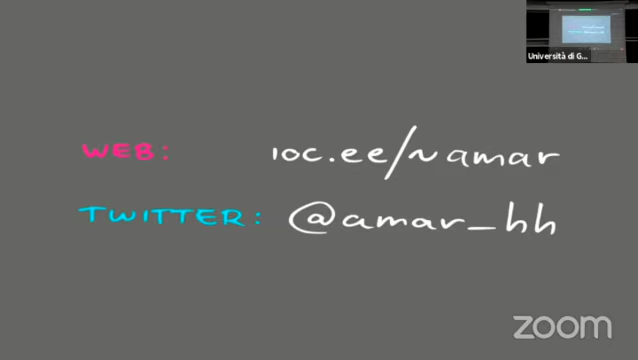 Università di G...
WEB: ioc.ee/~amar
TWITTER: @amar_hh
zoom